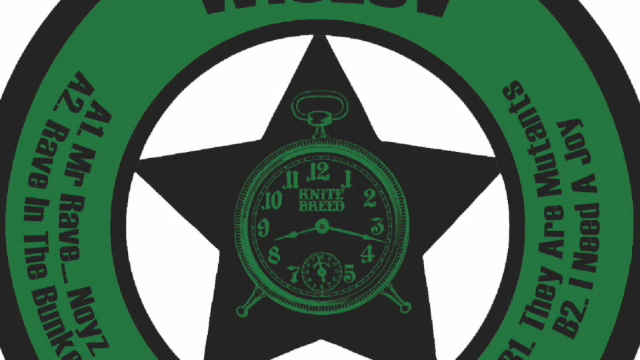 A1. Mr Rave... Noyz
A2. Rave In The
B1. They Are Mutants
B2. I Need A Joy
12
11
1
10
2
KNITE
BREED
9
3
8
4
7
5